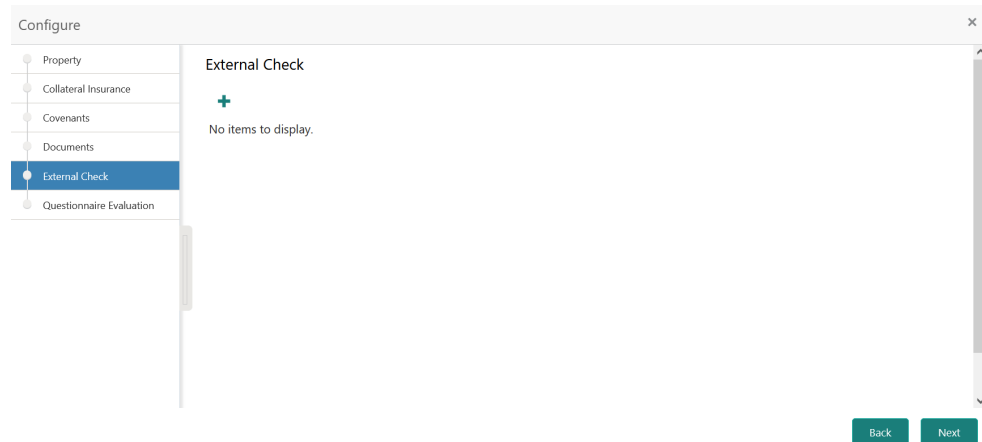 Configure
Property
Collateral Insurance
Covenants
Documents
External Check
Questionnaire Evaluation
External Check
No items to display.
Back
Next